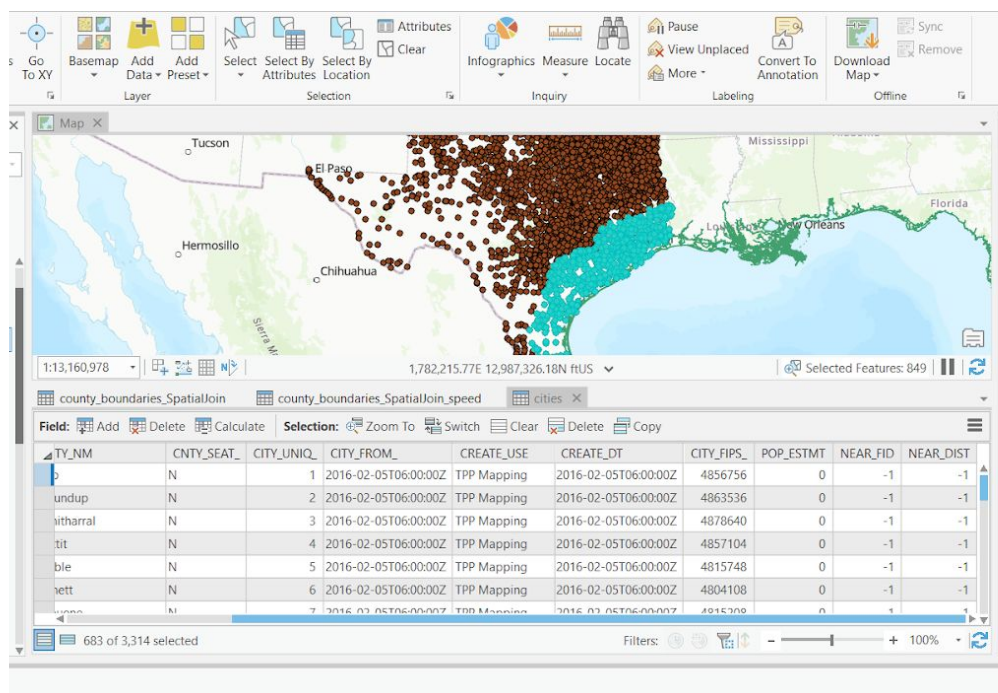 Go To XY
Basemap
Add Data
Add Preset
Select
Select By Attributes
Select By Location
Attributes
Clear
Infographics
Measure
Locate
Pause
View Unplaced
More
Convert To Annotation
Download Map
Sync
Remove
Layer
Selection
Inquiry
Labeling
Offline
Map
Tucson
Mississippi
El Paso
Florida
New Orleans
Hermosillo
Chihuahua
1:13,160,978
1,782,215.77E 12,987,326.18N ftUS
Selected Features: 849
county_boundaries_SpatialJoin
county_boundaries_SpatialJoin_speed
cities
Field: Add Delete Calculate Selection: Zoom To Switch Clear Delete Copy
TY_NM CNTY_SEAT_ CITY_UNIQ_ CITY_FROM_ CREATE_USE CREATE_DT CITY_FIPS_ POP_ESTMT NEAR_FID NEAR_DIST
N 1 2016-02-05T06:00:00Z TPP Mapping 2016-02-05T06:00:00Z 4856756 0 -1 -1
undup N 2 2016-02-05T06:00:00Z TPP Mapping 2016-02-05T06:00:00Z 4863536 0 -1 -1
itharral N 3 2016-02-05T06:00:00Z TPP Mapping 2016-02-05T06:00:00Z 4878640 0 -1 -1
tit N 4 2016-02-05T06:00:00Z TPP Mapping 2016-02-05T06:00:00Z 4857104 0 -1 -1
ble N 5 2016-02-05T06:00:00Z TPP Mapping 2016-02-05T06:00:00Z 4815748 0 -1 -1
nett N 6 2016-02-05T06:00:00Z TPP Mapping 2016-02-05T06:00:00Z 4804108 0 -1 -1
683 of 3,314 selected
Filters:
- + 100%